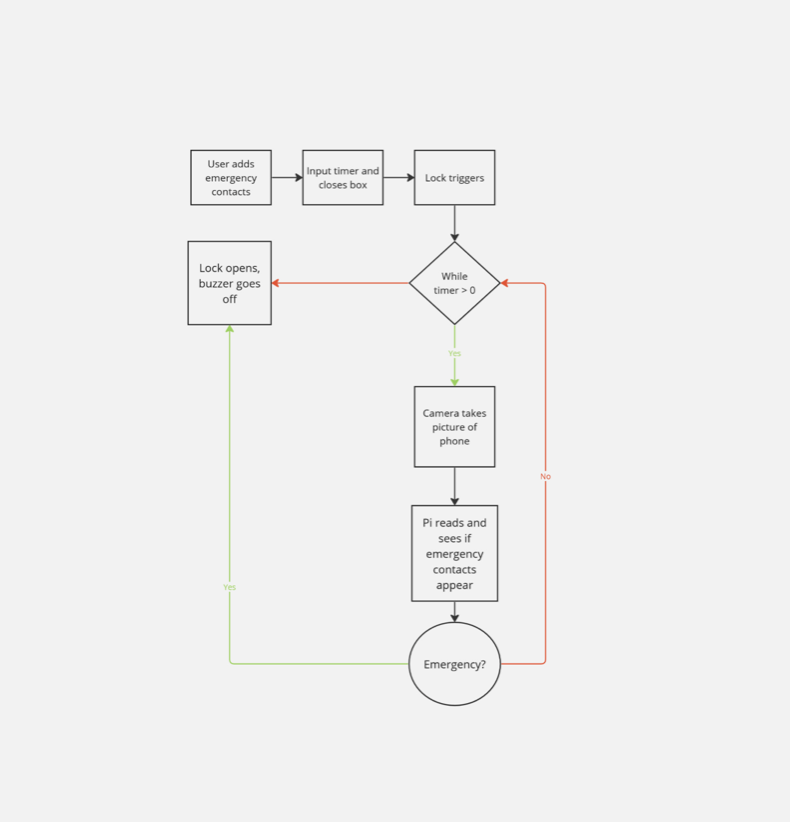 User adds
emergency
contacts
Input timer and
closes box
Lock triggers
Lock opens,
buzzer goes
off
While
timer > 0
Yes
Camera takes
picture of
phone
No
Pi reads and
sees if
emergency
contacts
appear
Yes
Emergency?